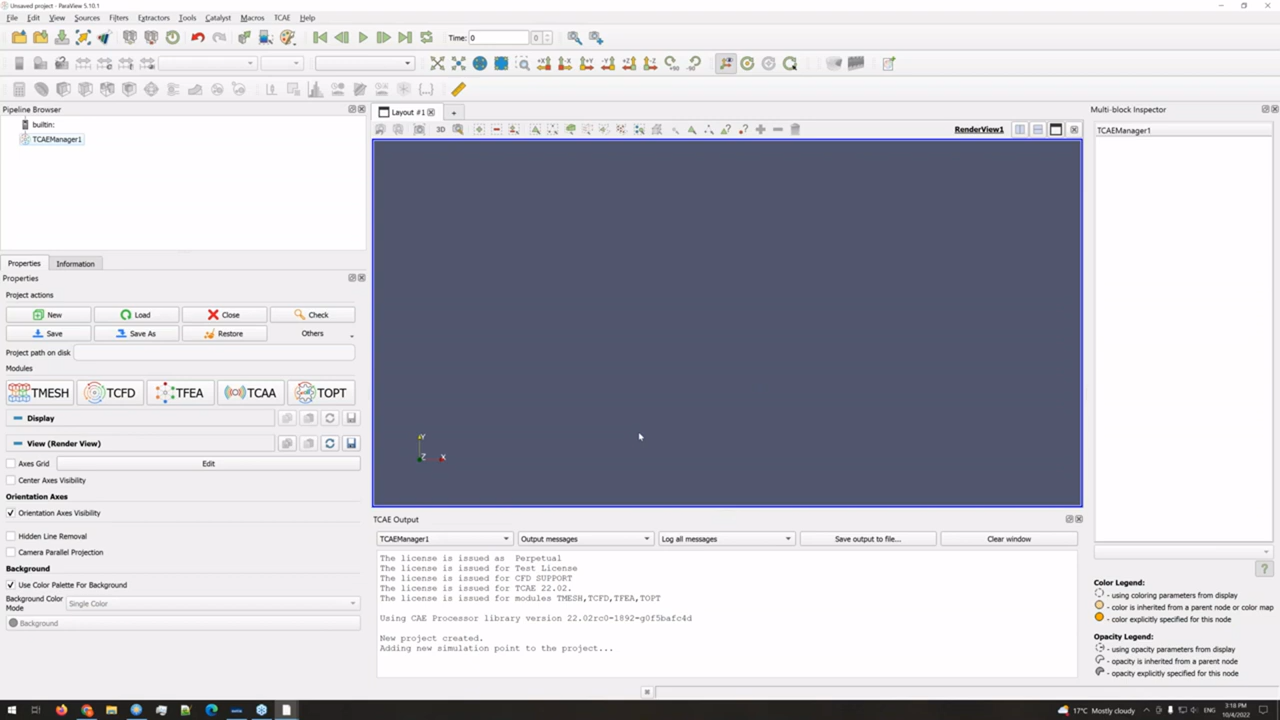 Unsaved project - ParaView 5.10.1
File Edit View Sources Filters Extractors Tools Catalyst Macros TCAE Help
Time: 0 0
Pipeline Browser
builtin:
TCAEManager1
Layout #1
3D
RenderView1
Multi-block Inspector
TCAEManager1
Properties Information
Properties
Project actions
New Load Close Check
Save Save As Restore Others
Project path on disk
Modules
TMESH TCFD TFEA TCAA TOPT
Display
View (Render View)
Axes Grid Edit
Center Axes Visibility
Orientation Axes
Orientation Axes Visibility
Hidden Line Removal
Camera Parallel Projection
Background
Use Color Palette For Background
Background Color Mode Single Color
Background
Y
Z X
TCAE Output
TCAEManager1 Output messages Log all messages Save output to file... Clear window
The license is issued as Perpetual
The license is issued for Test License
The license is issued for CFD SUPPORT
The license is issued for TCAE 22.02.
The license is issued for modules TMESH,TCFD,TFEA,TOPT
Using CAE Processor library version 22.02rc0-1892-g0f5bafc4d
New project created.
Adding new simulation point to the project...
Color Legend:
- using coloring parameters from display
- color is inherited from a parent node or color map
- color explicitly specified for this node
Opacity Legend:
- using opacity parameters from display
- opacity is inherited from a parent node
- opacity explicitly specified for this node
17°C Mostly cloudy ENG 3:18 PM
10/4/2022